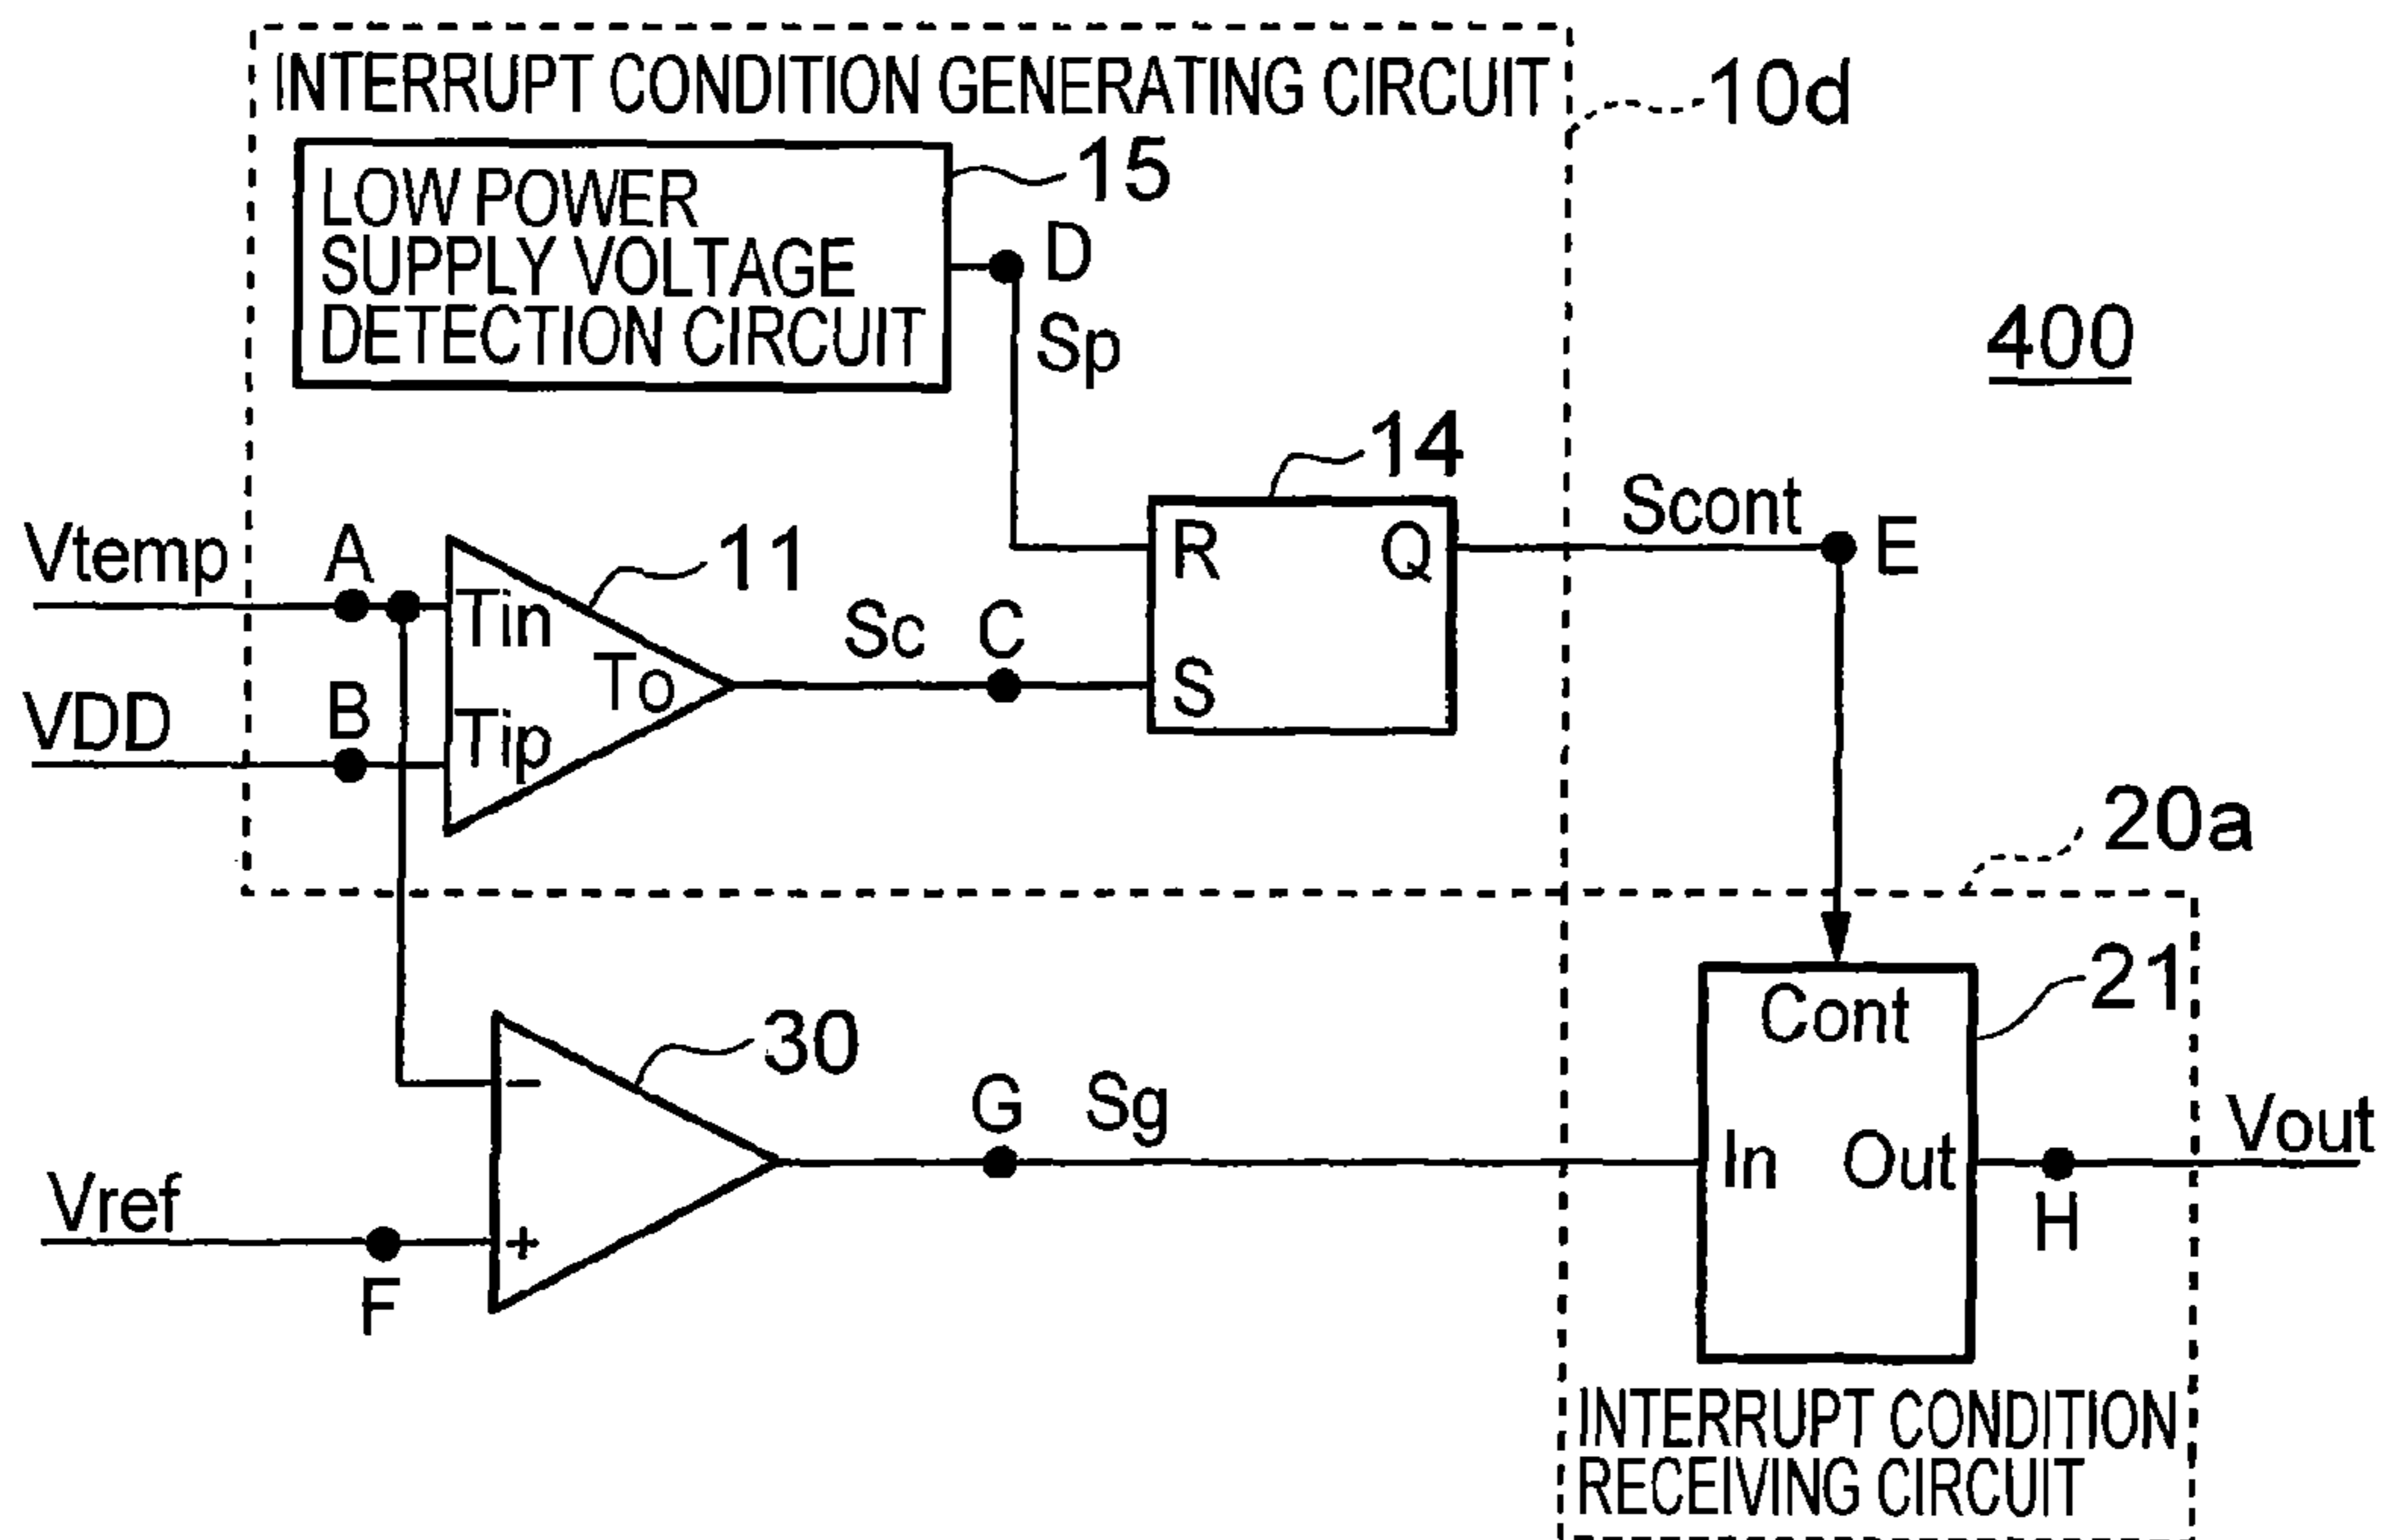 INTERRUPT CONDITION GENERATING CIRCUIT
10d
LOW POWER
SUPPLY VOLTAGE
DETECTION CIRCUIT
15
D
Sp
400
14
Vtemp
A
Tin
11
R
Q
Scont
E
VDD
B
Tip
To
Sc
C
S
20a
30
Cont
21
G
Sg
In
Out
Vout
H
Vref
F
−
+
INTERRUPT CONDITION
RECEIVING CIRCUIT